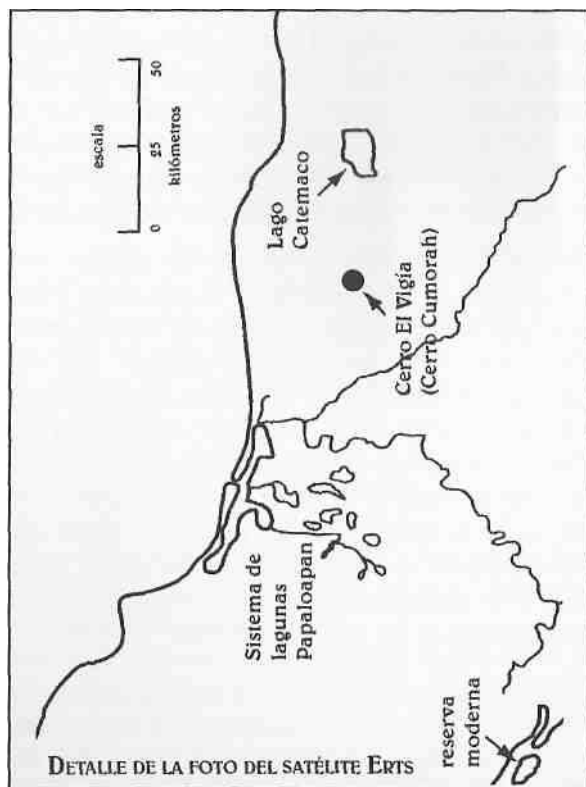 escala
0 25 50
kilómetros
Lago
Catemaco
Cerro El Vigía
(Cerro Cumorah)
Sistema de
lagunas
Papaloapan
reserva
moderna
DETALLE DE LA FOTO DEL SATÉLITE ERTS